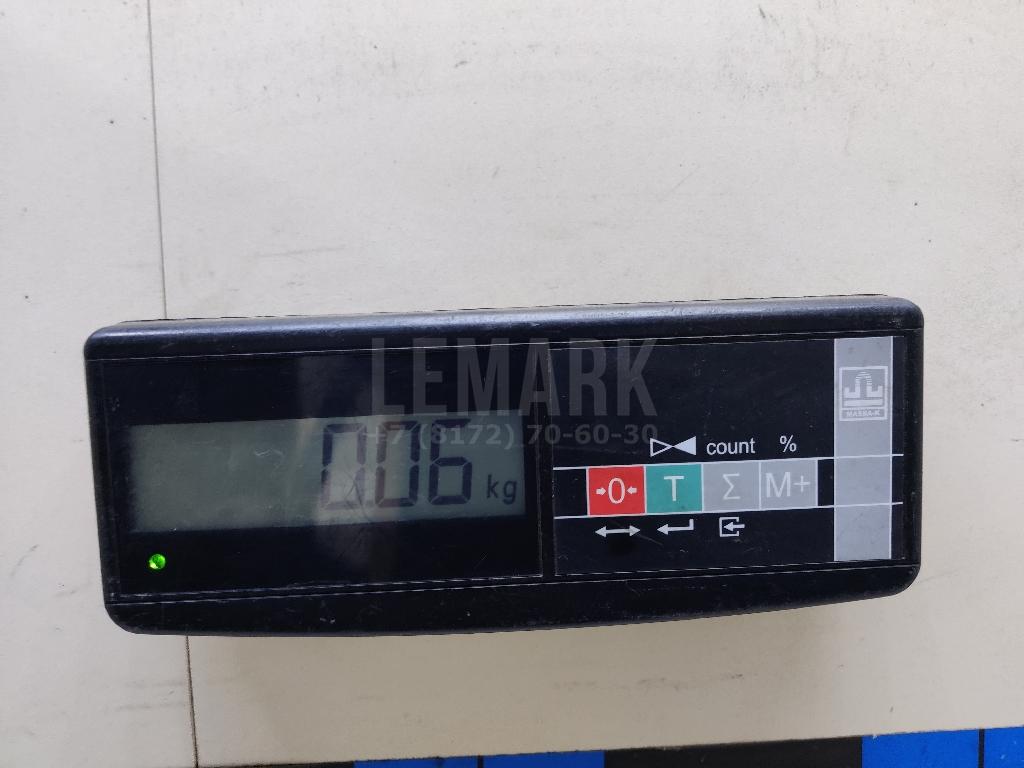 LEMARK
+7 (8172) 70-60-30
0.06 kg
count %
→0← T Σ M+
MASSA-K